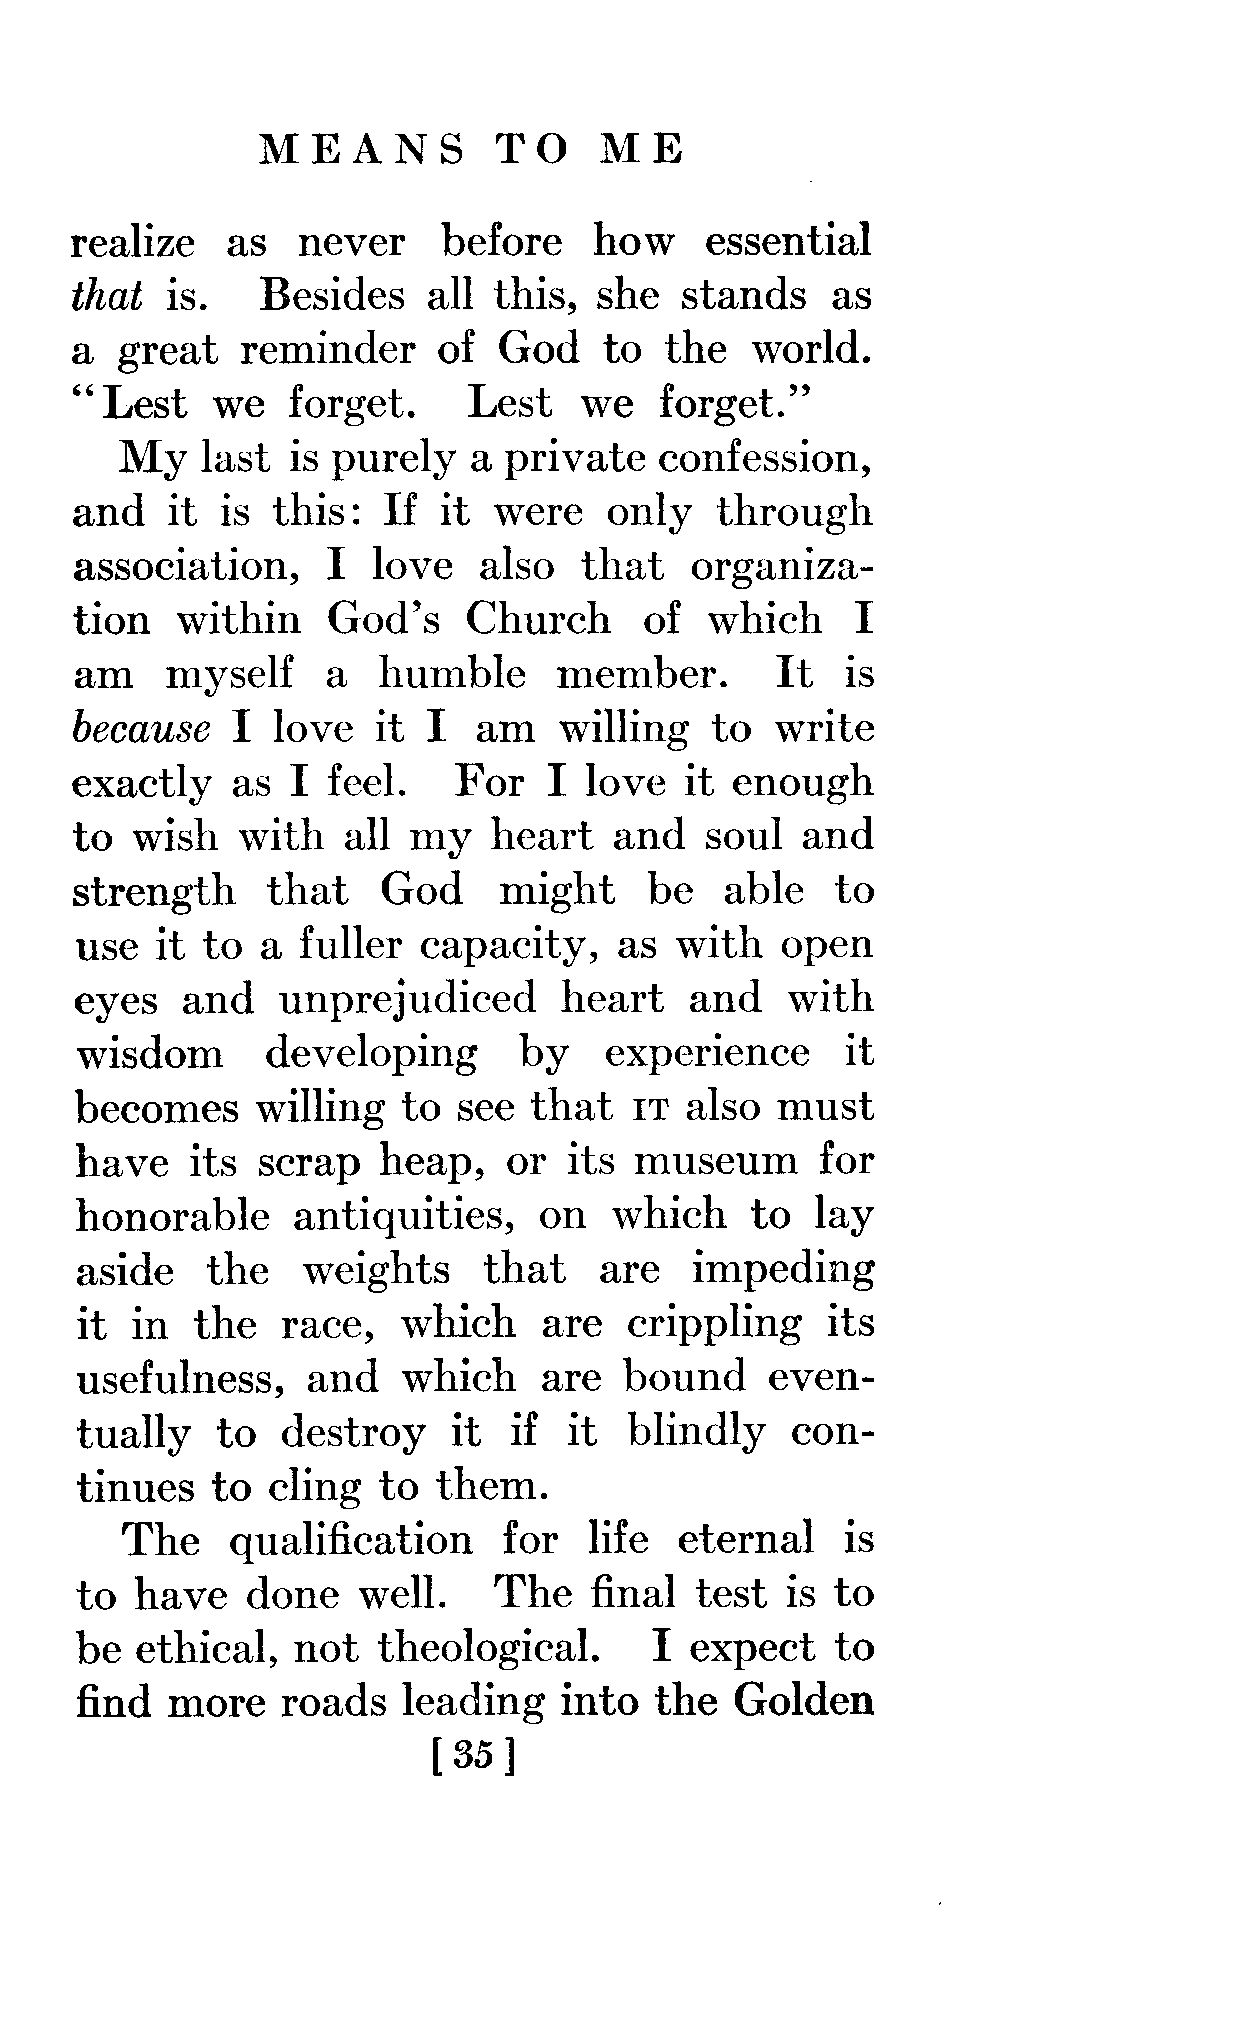 MEANS TO ME
realize as never before how essential
that is. Besides all this, she stands as
a great reminder of God to the world.
"Lest we forget. Lest we forget."
My last is purely a private confession,
and it is this: If it were only through
association, I love also that organiza-
tion within God's Church of which I
am myself a humble member. It is
because I love it I am willing to write
exactly as I feel. For I love it enough
to wish with all my heart and soul and
strength that God might be able to
use it to a fuller capacity, as with open
eyes and unprejudiced heart and with
wisdom developing by experience it
becomes willing to see that IT also must
have its scrap heap, or its museum for
honorable antiquities, on which to lay
aside the weights that are impeding
it in the race, which are crippling its
usefulness, and which are bound even-
tually to destroy it if it blindly con-
tinues to cling to them.
The qualification for life eternal is
to have done well. The final test is to
be ethical, not theological. I expect to
find more roads leading into the Golden
[35]